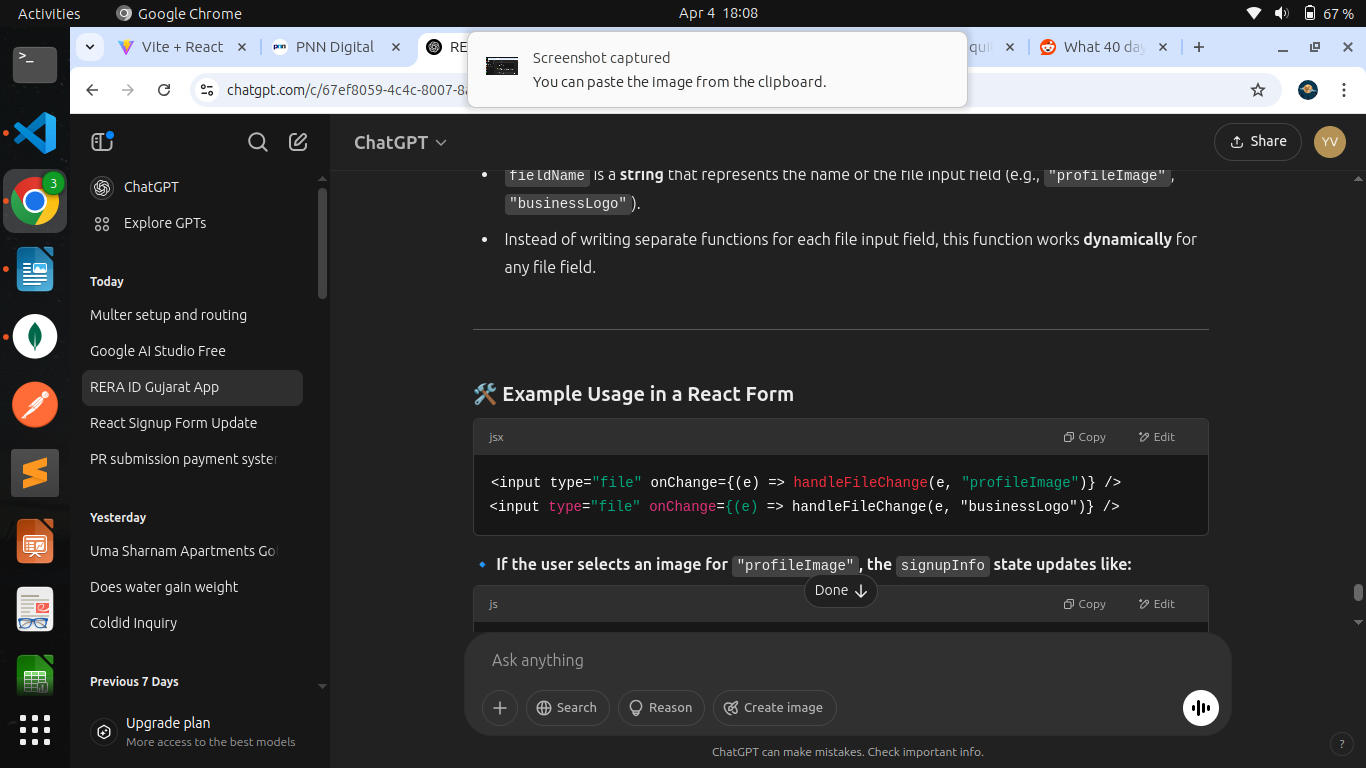 Activities
Google Chrome
Apr 4 18:08
67 %
Vite + React
PNN Digital
What 40
Screenshot captured
You can paste the image from the clipboard.
chatgpt.com/c/67ef8059-4c4c-8007-8
ChatGPT
Share
YV
3
>_
ChatGPT
Explore GPTs
Today
Multer setup and routing
Google AI Studio Free
RERA ID Gujarat App
React Signup Form Update
PR submission payment
Yesterday
Uma Sharnam Apartments
Does water gain weight
Coldid Inquiry
Previous 7 Days
Upgrade plan
More access to the best models
• fieldName is a string that represents the name of the file input field (e.g., "profileImage",
"businessLogo").
• Instead of writing separate functions for each file input field, this function works dynamically for
any file field.
🛠️ Example Usage in a React Form
jsx
Copy
Edit
<input type="file" onChange={(e) => handleFileChange(e, "profileImage")} />
<input type="file" onChange={(e) => handleFileChange(e, "businessLogo")} />
🔹 If the user selects an image for "profileImage", the signupInfo state updates like:
Done
js
Copy
Edit
Ask anything
Search
Reason
Create image
ChatGPT can make mistakes. Check important info.
?